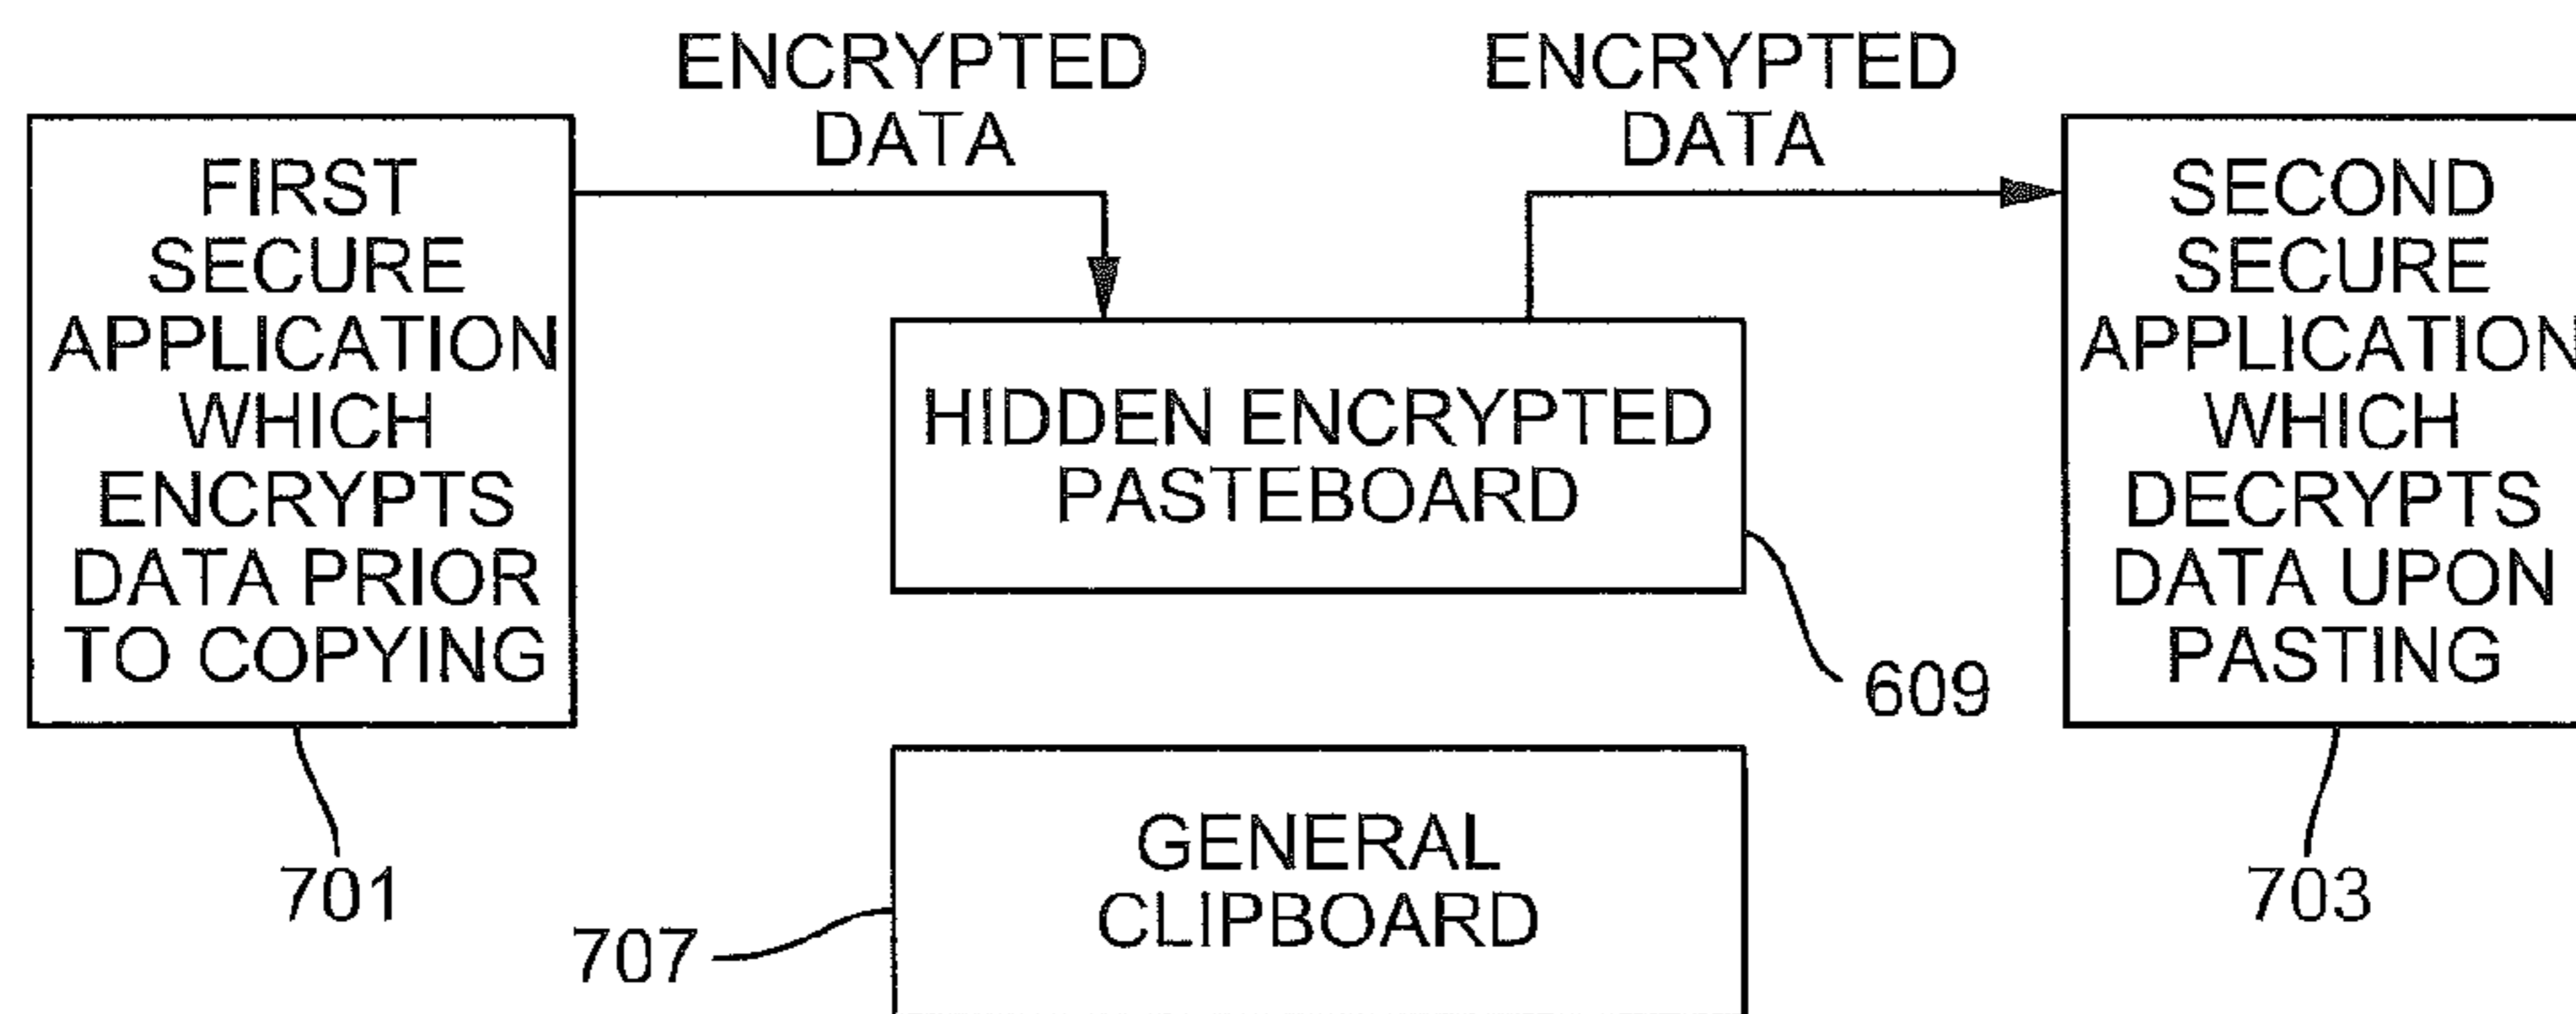 ENCRYPTED
DATA
ENCRYPTED
DATA
FIRST
SECURE
APPLICATION
WHICH
ENCRYPTS
DATA PRIOR
TO COPYING
HIDDEN ENCRYPTED
PASTEBOARD
SECOND
SECURE
APPLICATION
WHICH
DECRYPTS
DATA UPON
PASTING
609
GENERAL
CLIPBOARD
701
707
703